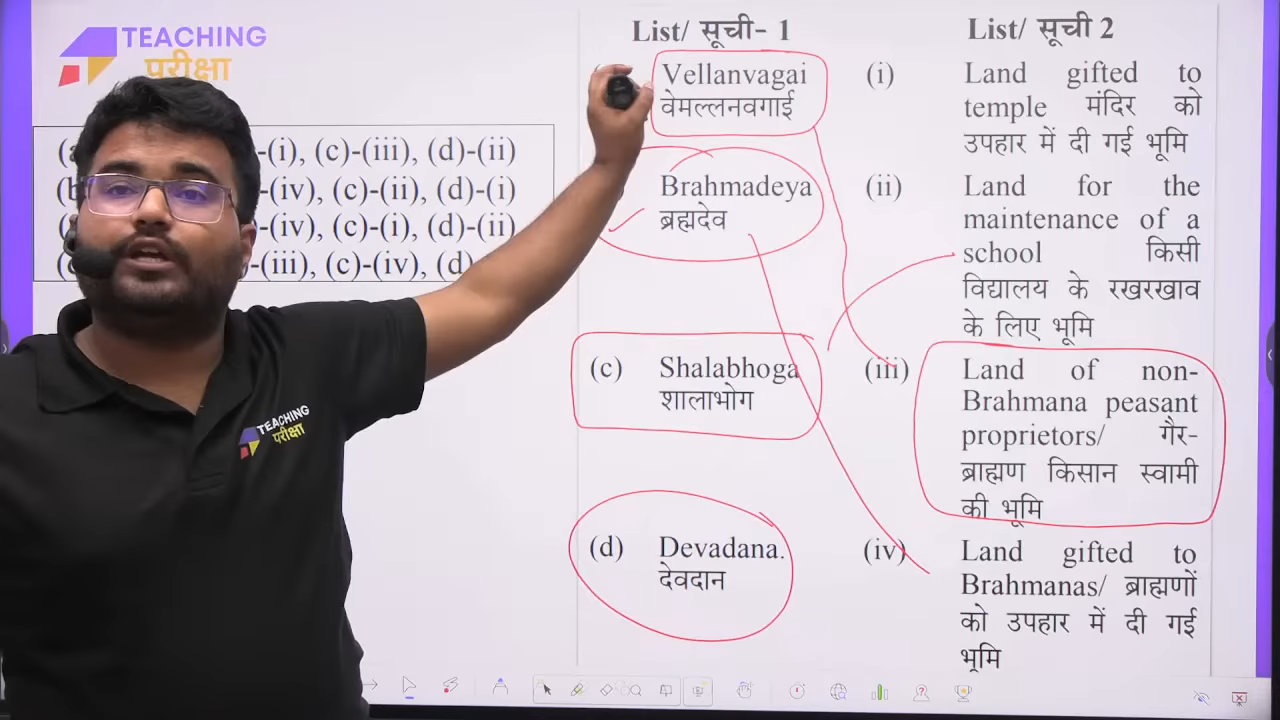 TEACHING
परीक्षा
-(i), (c)-(iii), (d)-(ii)
-(iv), (c)-(ii), (d)-(i)
-(iv), (c)-(i), (d)-(ii)
-(iii), (c)-(iv), (d)
List/ सूची- 1
Vellanvagai
वेमल्लनवगाई
Brahmadeya
ब्रह्मदेव
(c) Shalabhoga
शालाभोग
(d) Devadana.
देवदान
List/ सूची 2
(i) Land gifted to
temple मंदिर को
उपहार में दी गई भूमि
(ii) Land for the
maintenance of a
school किसी
विद्यालय के रखरखाव
के लिए भूमि
(iii) Land of non-
Brahmana peasant
proprietors/ गैर-
ब्राह्मण किसान स्वामी
की भूमि
(iv) Land gifted to
Brahmanas/ ब्राह्मणों
को उपहार में दी गई
भूमि
TEACHING
परीक्षा